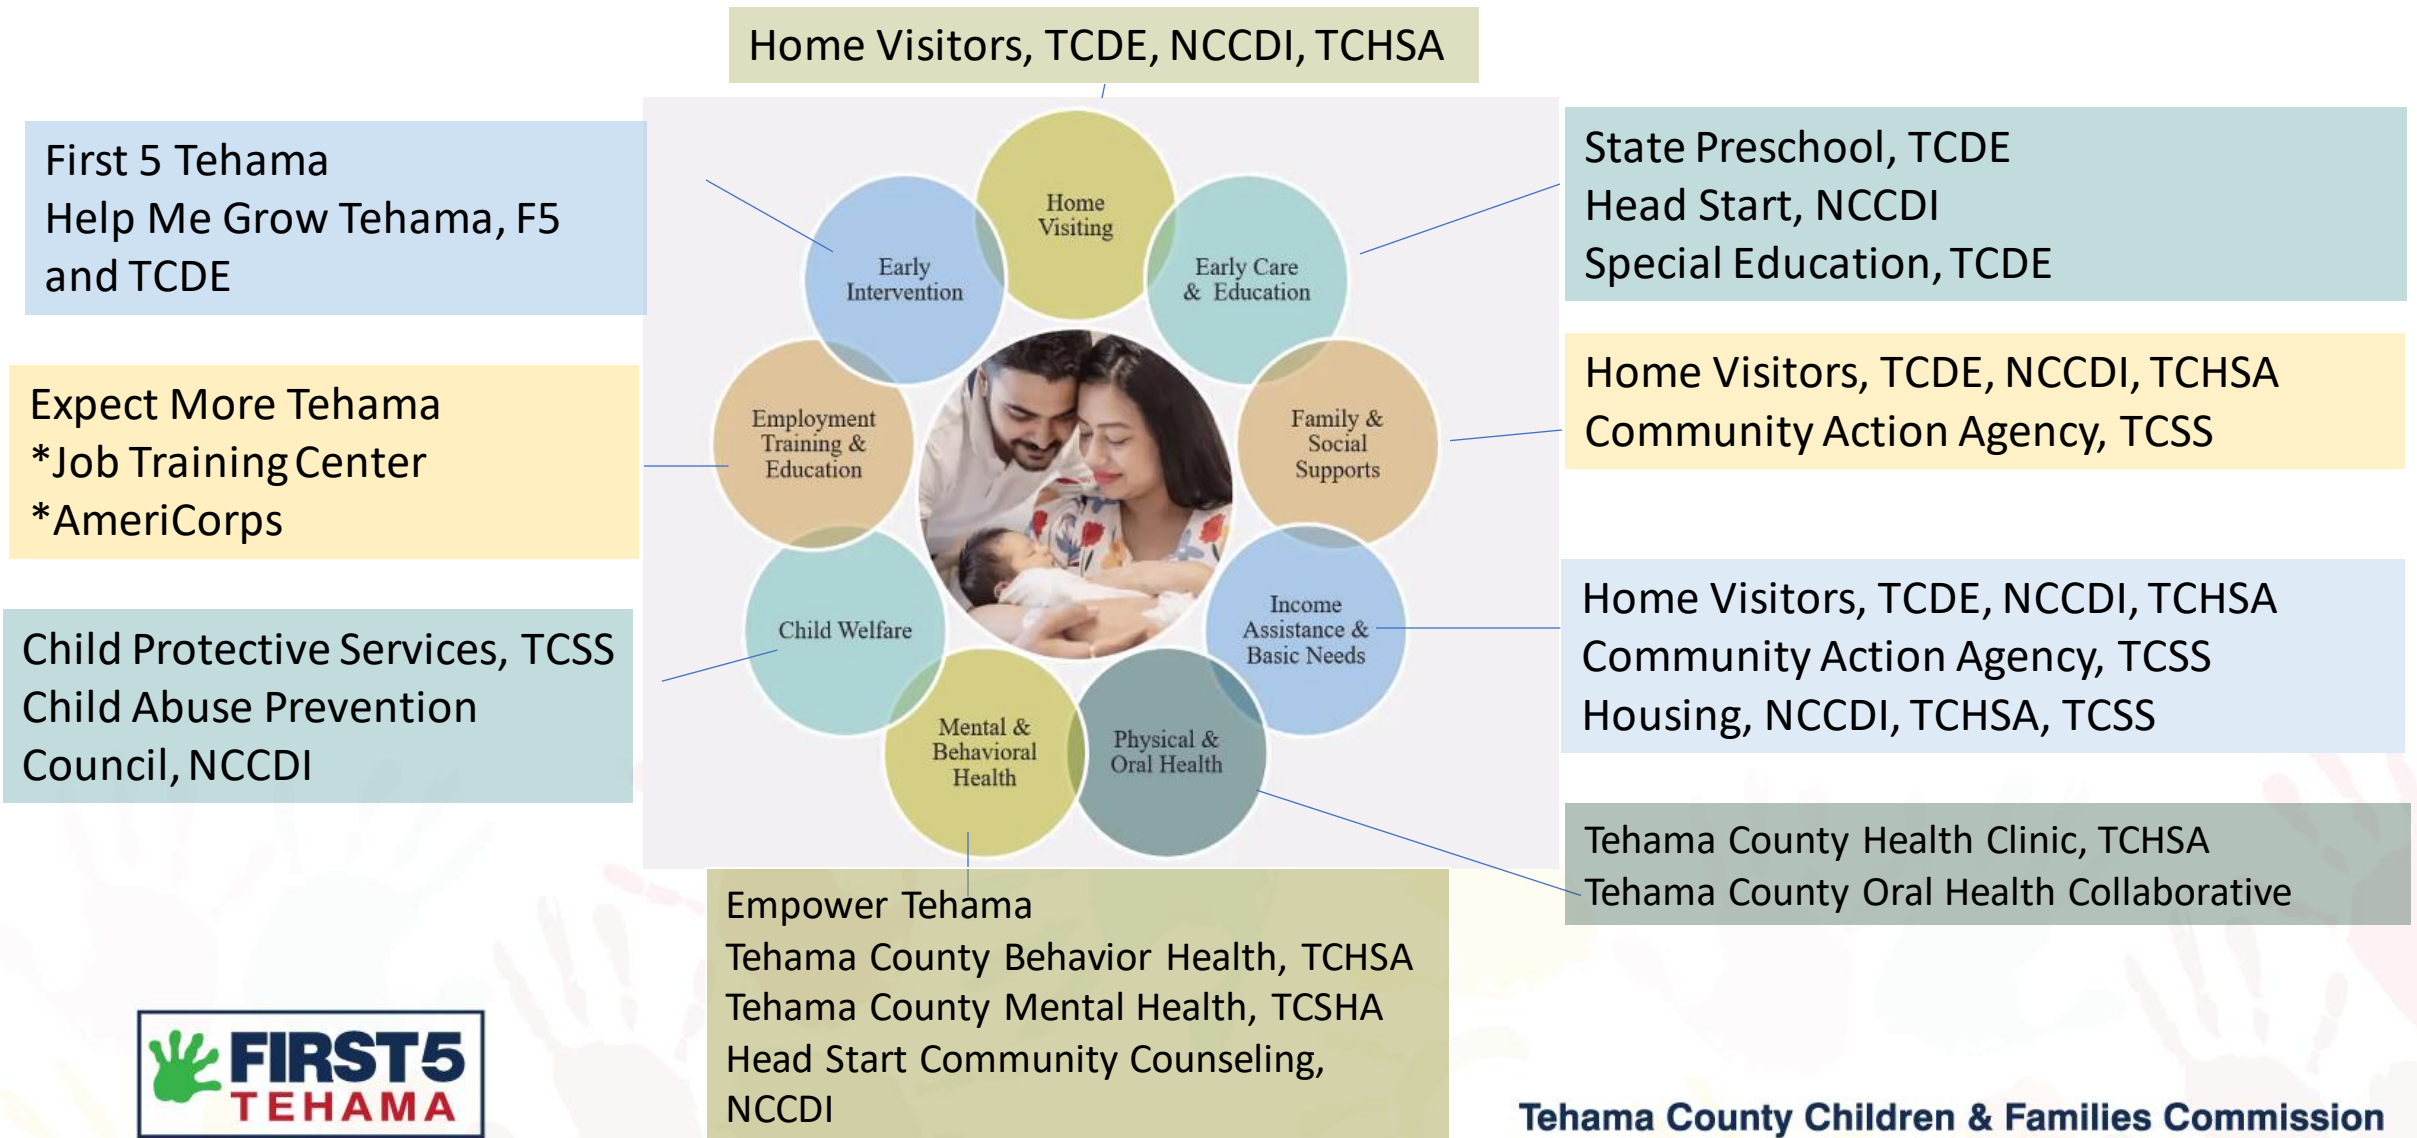 Home Visitors, TCDE, NCCDI, TCHSA
First 5 Tehama
Help Me Grow Tehama, F5
and TCDE
State Preschool, TCDE
Head Start, NCCDI
Special Education, TCDE
Home
Visiting
Early
Intervention
Early Care
& Education
Expect More Tehama
*Job Training Center
*AmeriCorps
Employment
Training &
Education
Family &
Social
Supports
Home Visitors, TCDE, NCCDI, TCHSA
Community Action Agency, TCSS
Child Protective Services, TCSS
Child Abuse Prevention
Council, NCCDI
Child Welfare
Income
Assistance &
Basic Needs
Home Visitors, TCDE, NCCDI, TCHSA
Community Action Agency, TCSS
Housing, NCCDI, TCHSA, TCSS
Mental &
Behavioral
Health
Physical &
Oral Health
Tehama County Health Clinic, TCHSA
Tehama County Oral Health Collaborative
Empower Tehama
Tehama County Behavior Health, TCHSA
Tehama County Mental Health, TCSHA
Head Start Community Counseling,
NCCDI
FIRST5
TEHAMA
Tehama County Children & Families Commission